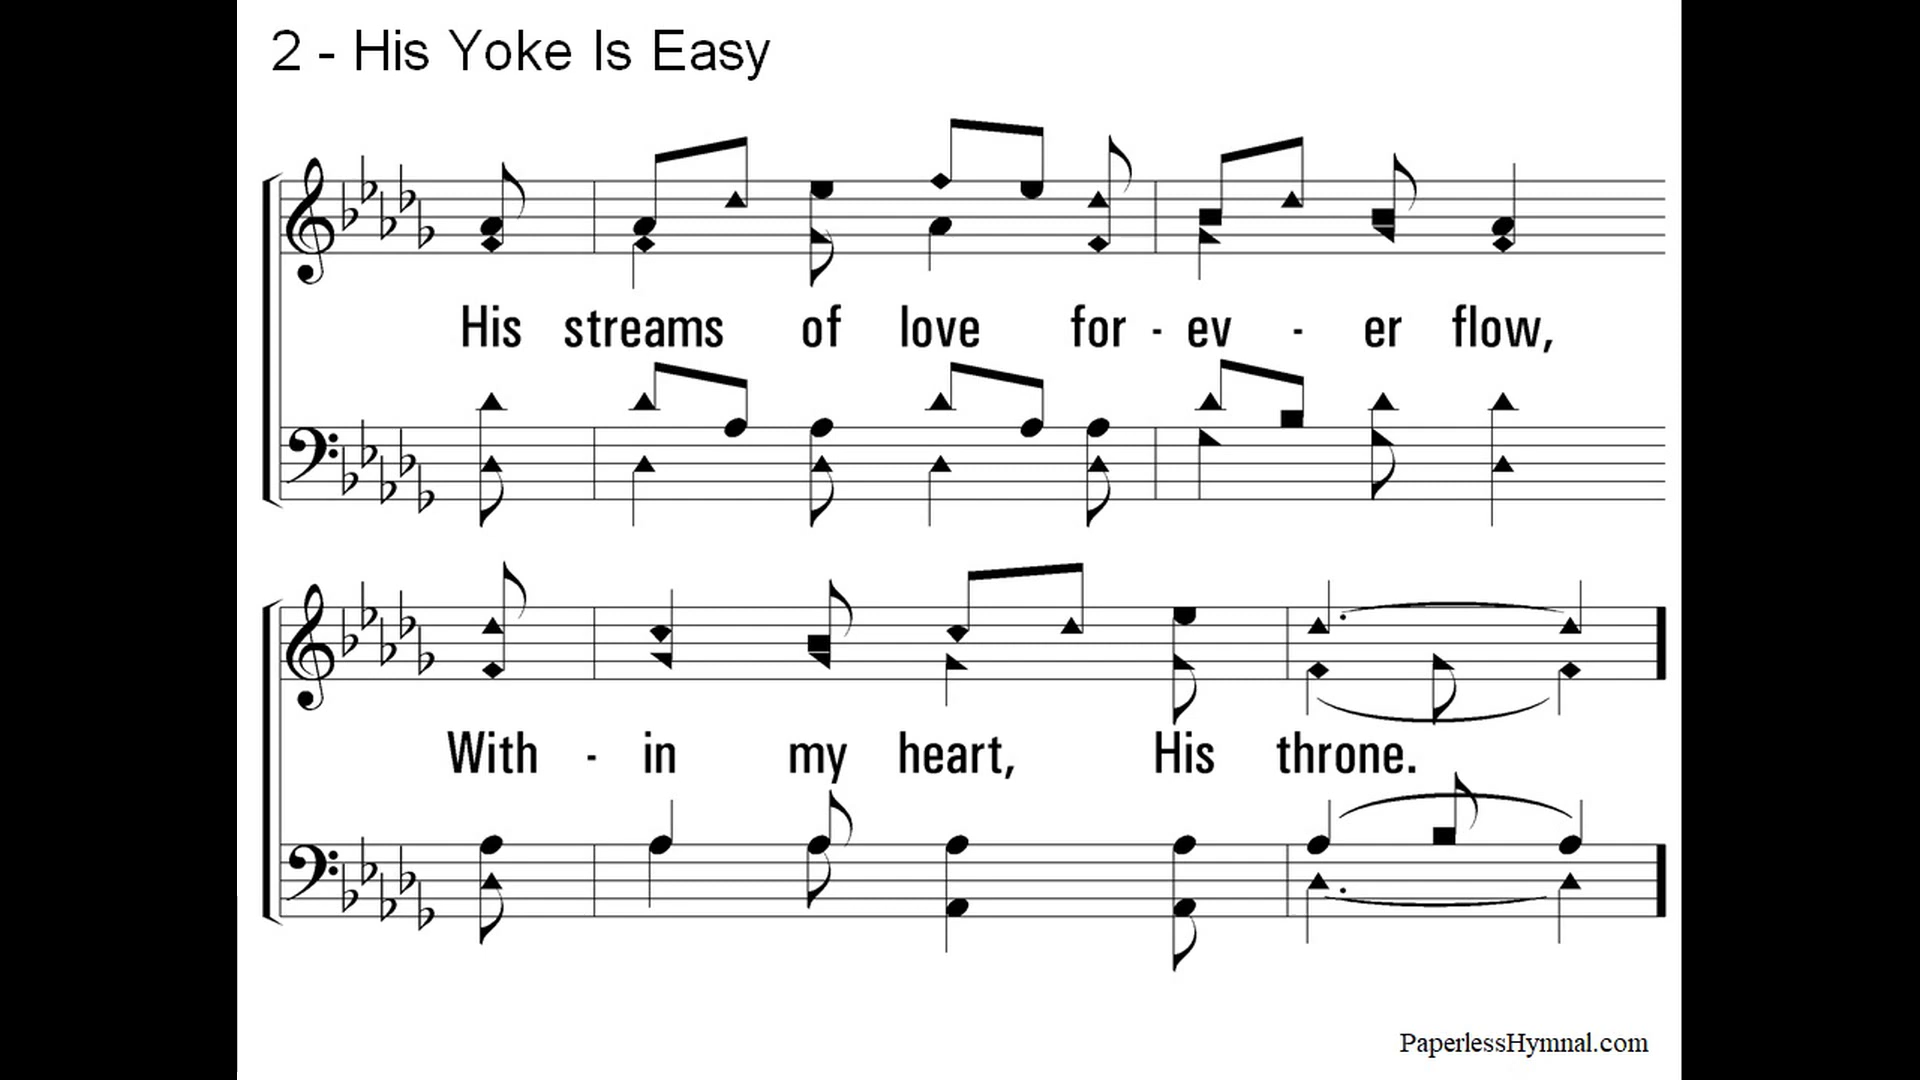 2 - His Yoke Is Easy
His streams of love for - ev - er flow,
With - in my heart, His throne.
PaperlessHymnal.com